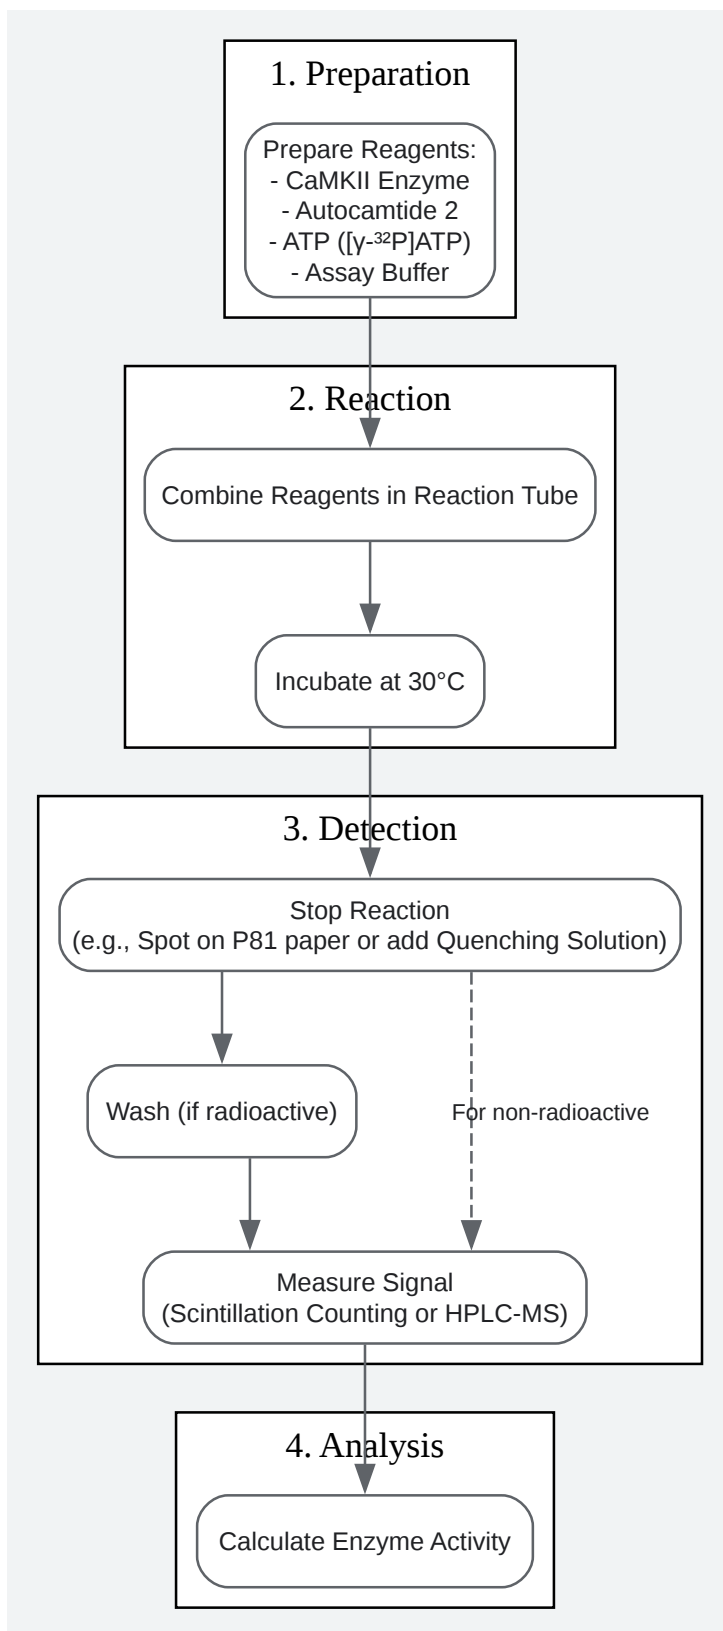 1. Preparation
Prepare Reagents:
- CaMKII Enzyme
- Autocamtide 2
- ATP ([γ-³²P]ATP)
- Assay Buffer
2. Reaction
Combine Reagents in Reaction Tube
Incubate at 30°C
3. Detection
Stop Reaction
(e.g., Spot on P81 paper or add Quenching Solution)
Wash (if radioactive)
For non-radioactive
Measure Signal
(Scintillation Counting or HPLC-MS)
4. Analysis
Calculate Enzyme Activity